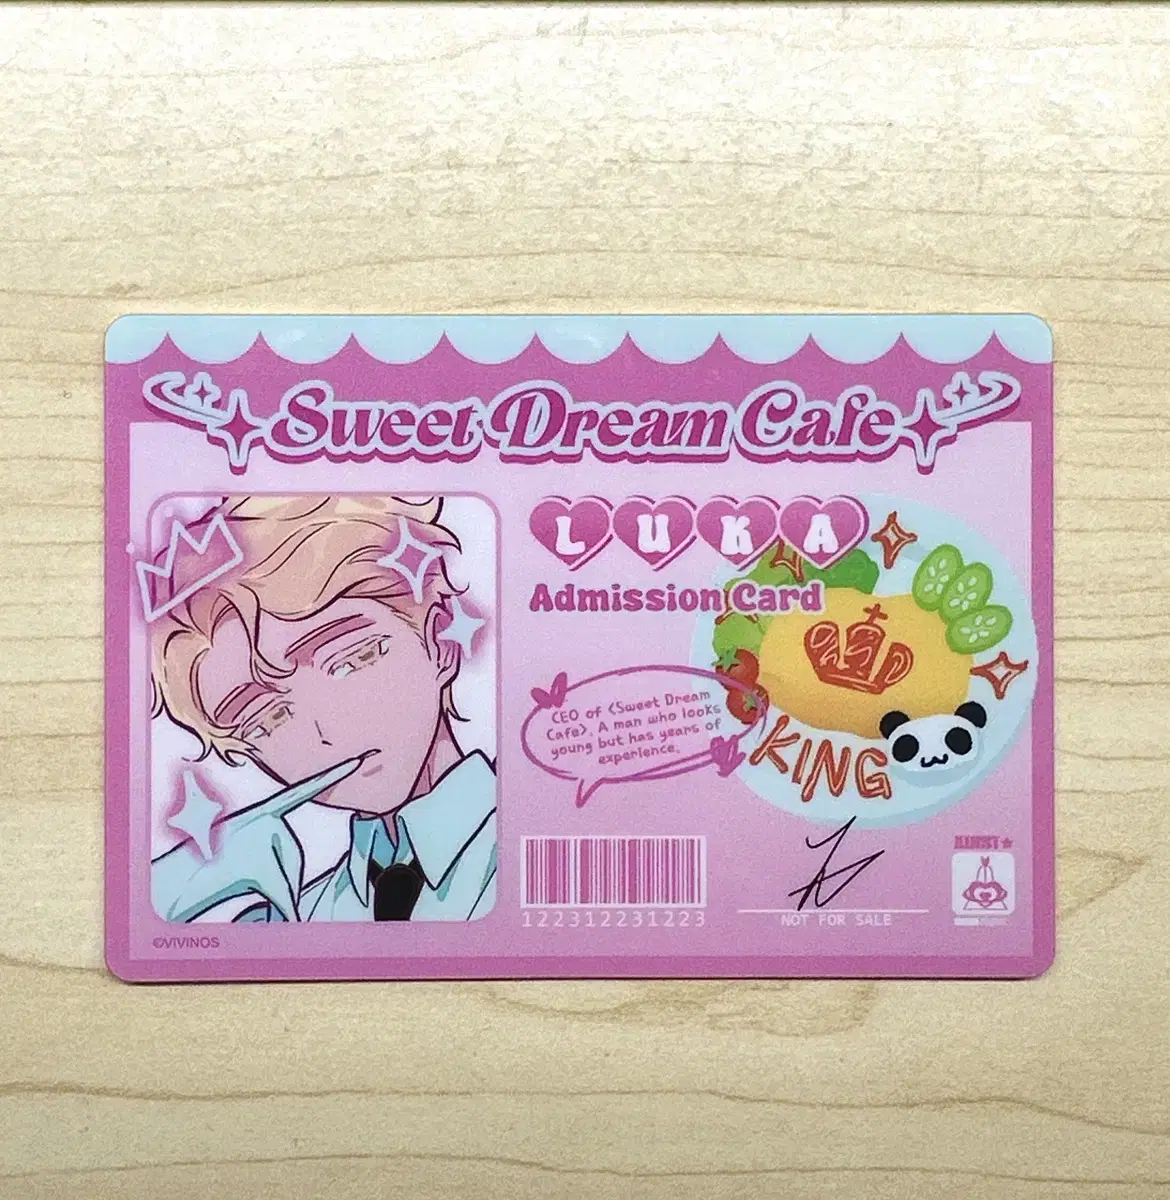 Sweet Dream Cafe
LUKA
Admission Card
CEO of <Sweet Dream
Cafe>. A man who looks
young but has years of
experience.
KING
1223122231223
NOT FOR SALE
©VIVINOS